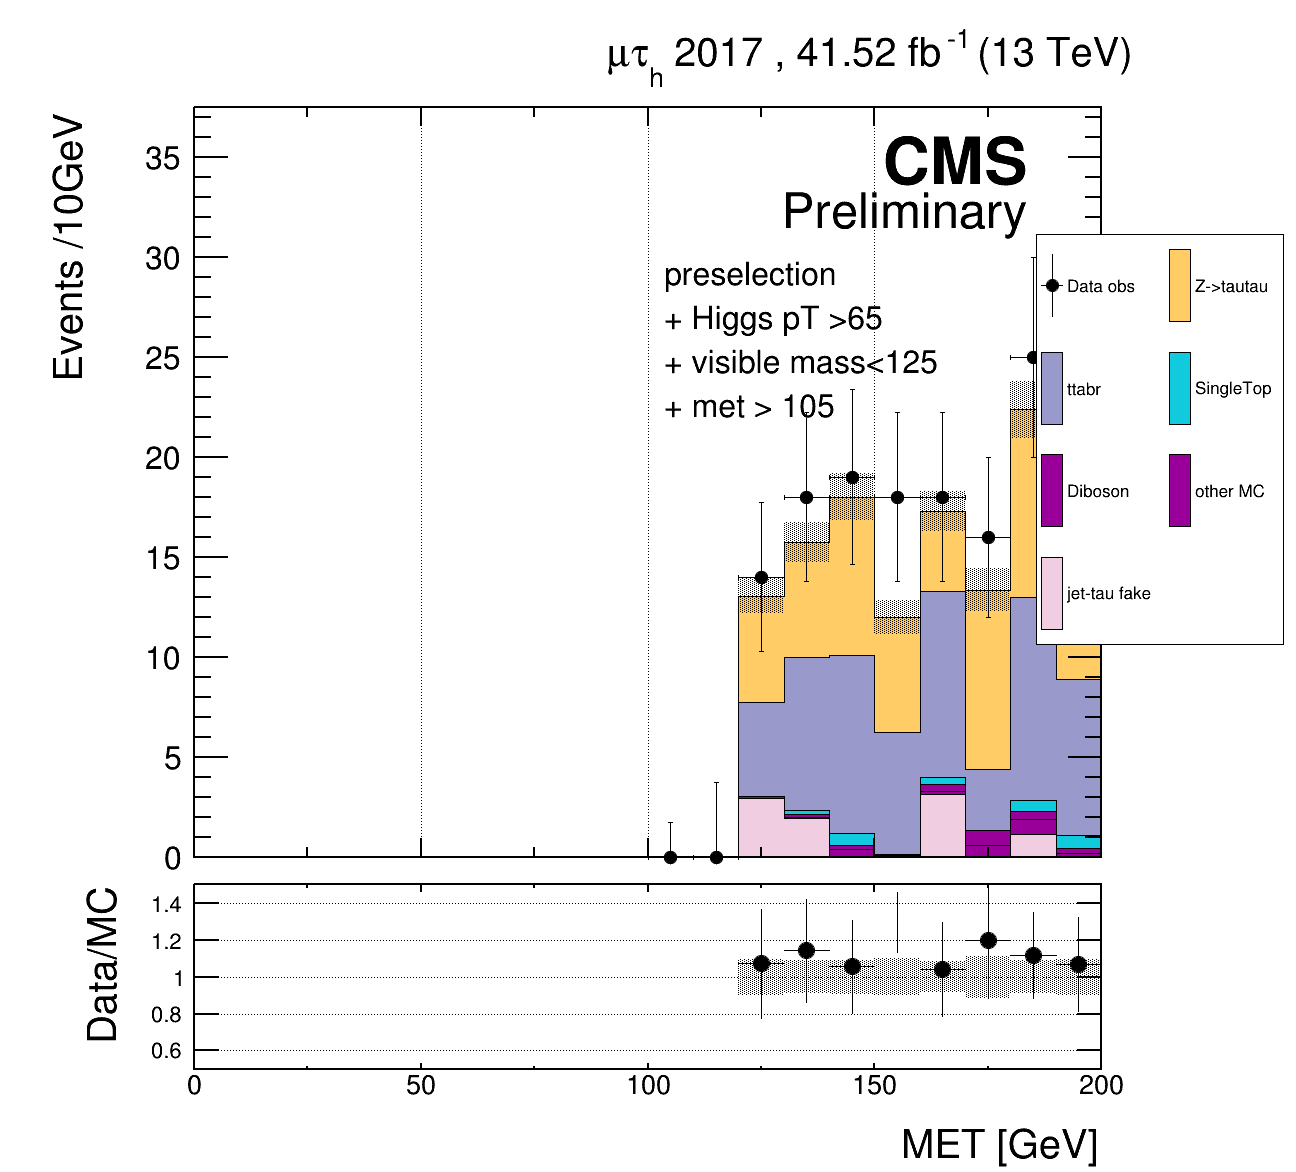 μτh 2017 , 41.52 fb-1 (13 TeV)
Events /10GeV
CMS
Preliminary
preselection
+ Higgs pT >65
+ visible mass<125
+ met > 105
Data obs
Z->tautau
ttabr
SingleTop
Diboson
other MC
jet-tau fake
35
30
25
20
15
10
5
0
Data/MC
1.4
1.2
1
0.8
0.6
0 50 100 150 200
MET [GeV]